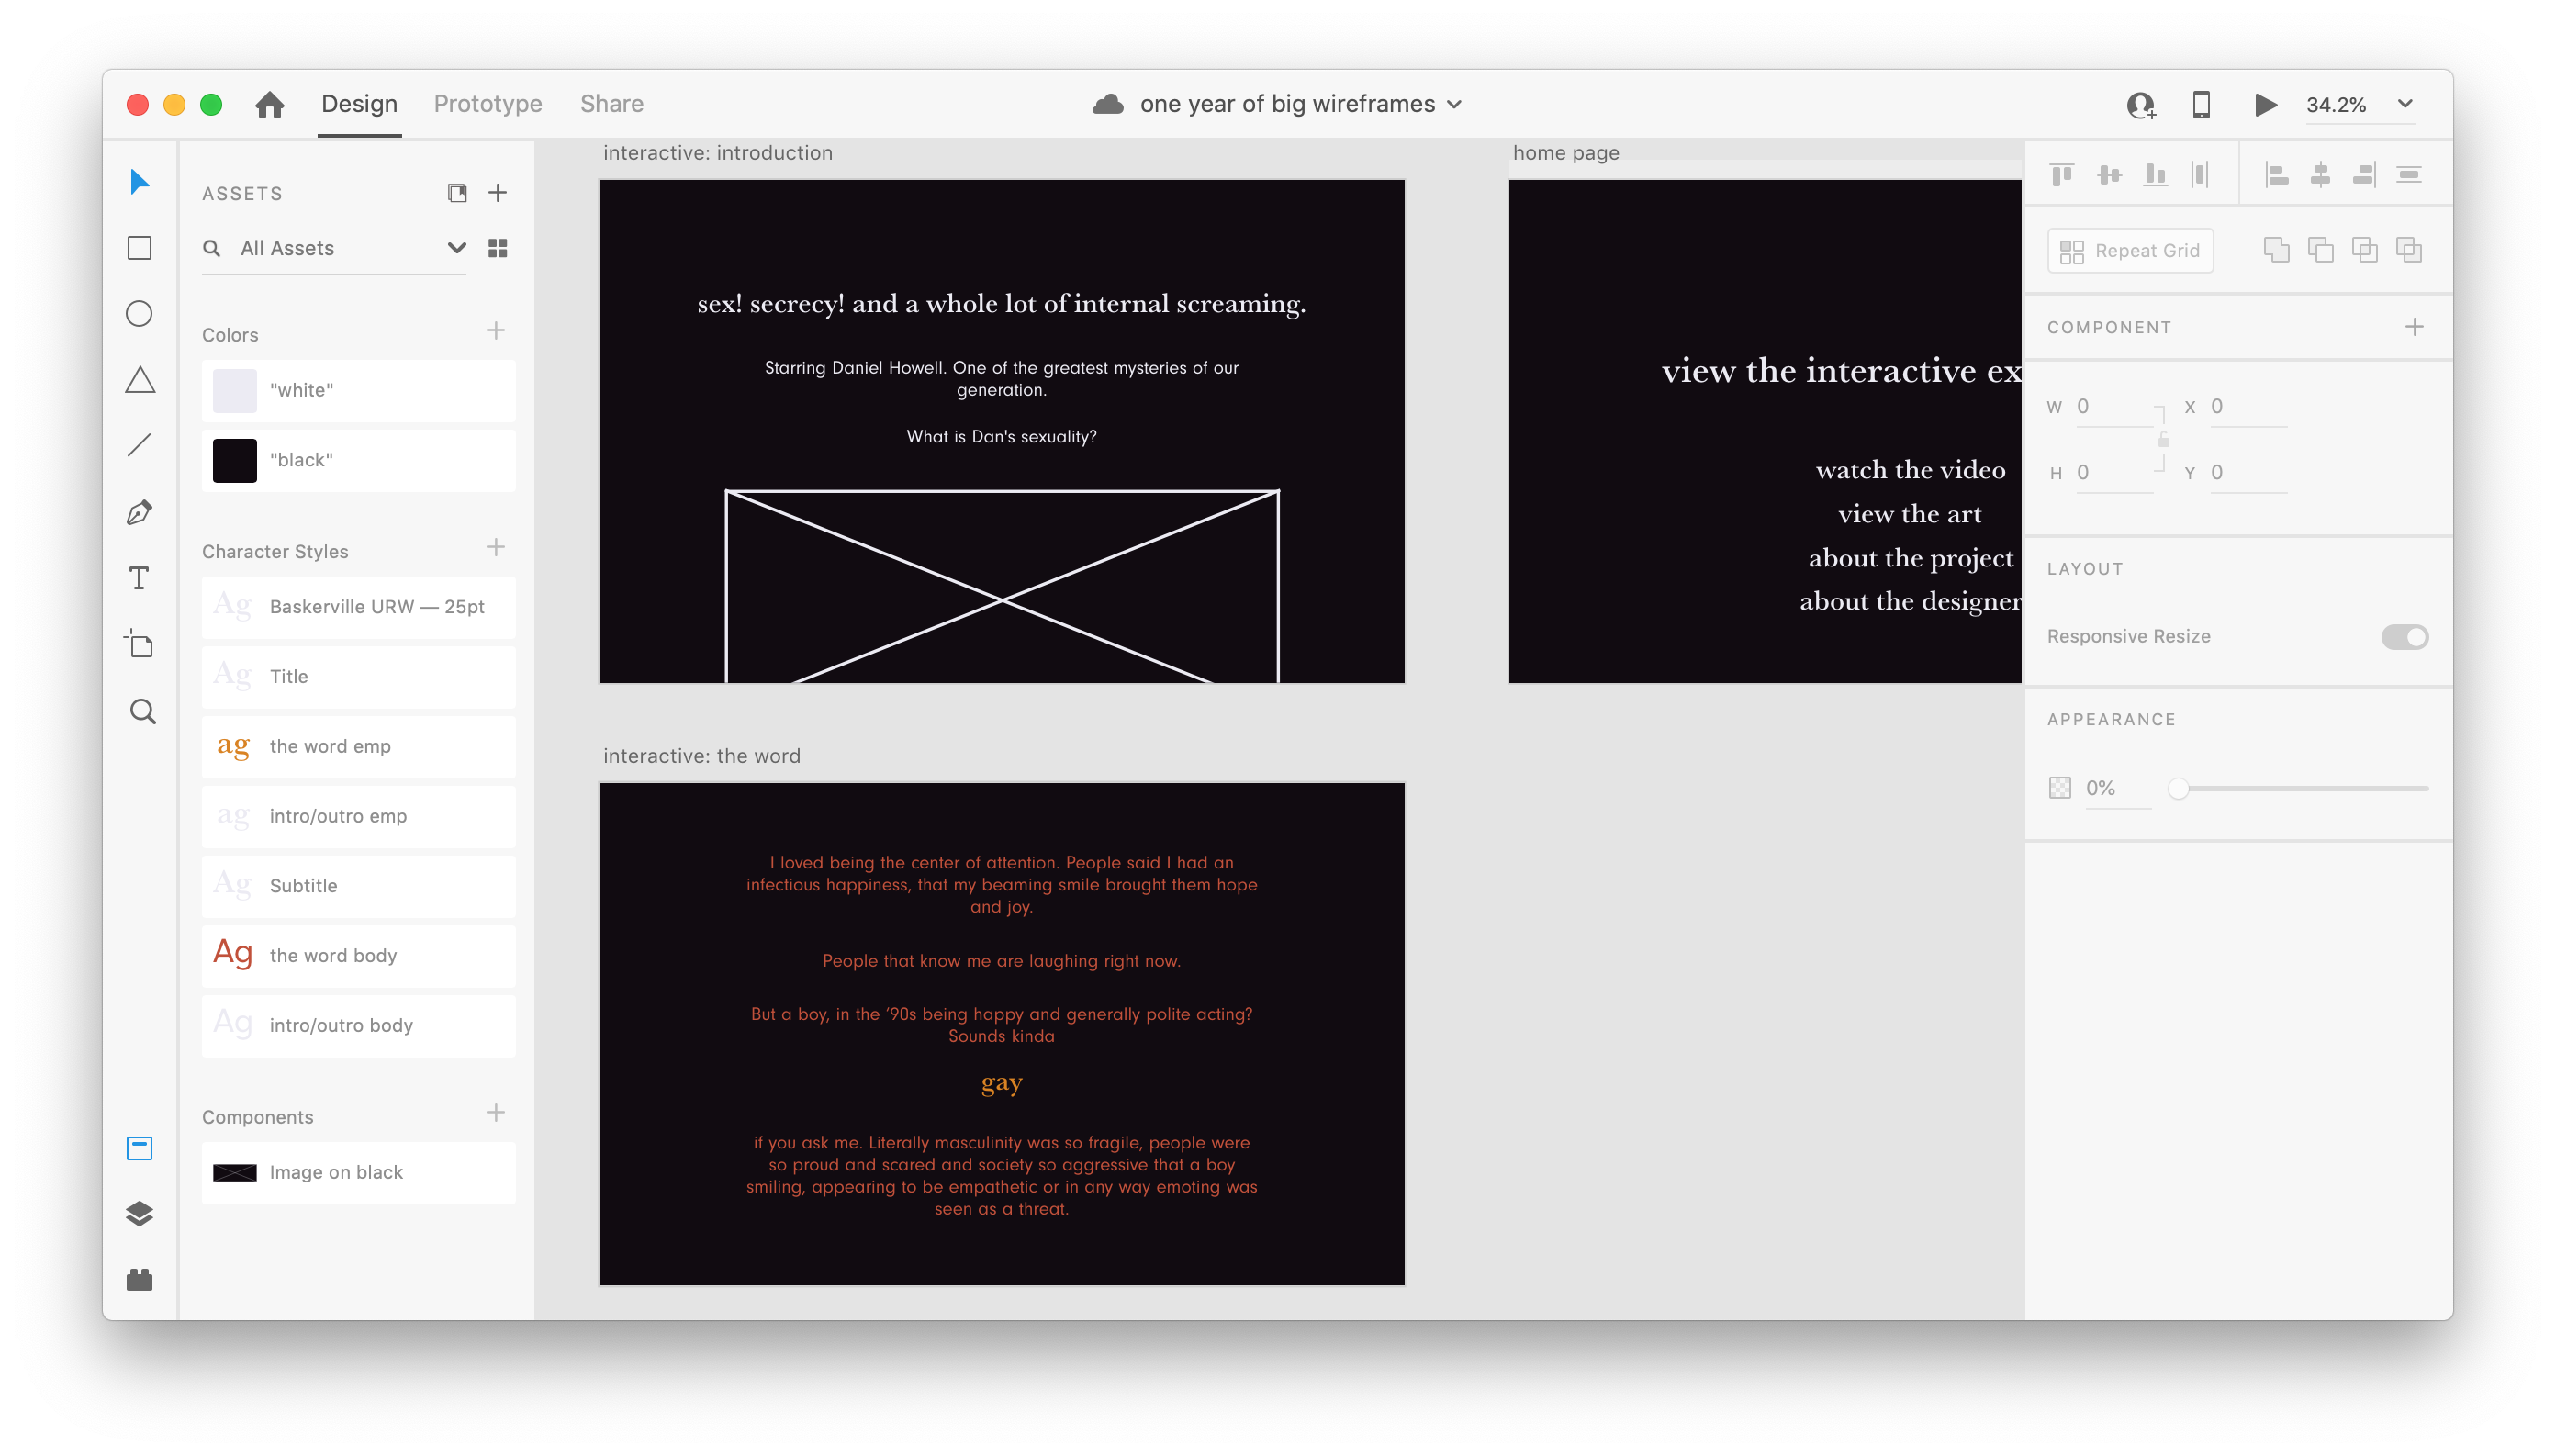 Design Prototype Share
one year of big wireframes
34.2%
ASSETS
All Assets
Colors
"white"
"black"
Character Styles
Ag Baskerville URW — 25pt
Ag Title
ag the word emp
ag intro/outro emp
Ag Subtitle
Ag the word body
Ag intro/outro body
Components
Image on black
interactive: introduction
sex! secrecy! and a whole lot of internal screaming.
Starring Daniel Howell. One of the greatest mysteries of our
generation.
What is Dan's sexuality?
home page
view the interactive ex
watch the video
view the art
about the project
about the designer
interactive: the word
I loved being the center of attention. People said I had an
infectious happiness, that my beaming smile brought them hope
and joy.
People that know me are laughing right now.
But a boy, in the ‘90s being happy and generally polite acting?
Sounds kinda
gay
if you ask me. Literally masculinity was so fragile, people were
so proud and scared and society so aggressive that a boy
smiling, appearing to be empathetic or in any way emoting was
seen as a threat.
Repeat Grid
COMPONENT
W 0 X 0
H 0 Y 0
LAYOUT
Responsive Resize
APPEARANCE
0%